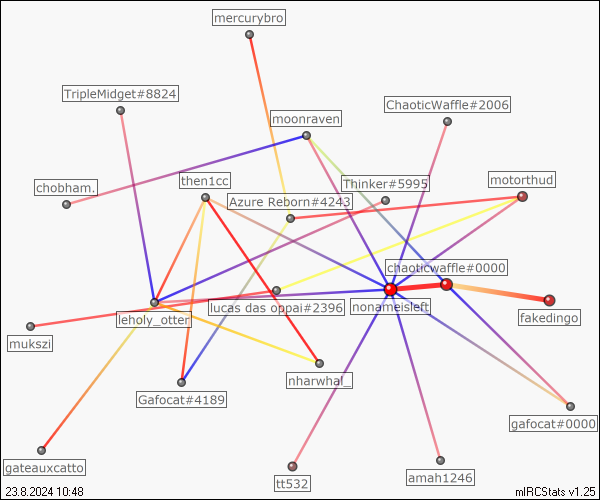 mercurybro
TripleMidget#8824
ChaoticWaffle#2006
moonraven
then1cc
Thinker#5995
motorthud
chobham.
Azure Reborn#4243
chaoticwaffle#0000
lucas das oppai#2396
nonameisleft
leholy_otter
fakedingo
mukszi
nharwhal_
Gafocat#4189
gafocat#0000
gateauxcatto
tt532
amah1246
23.8.2024 10:48
mIRCStats v1.25